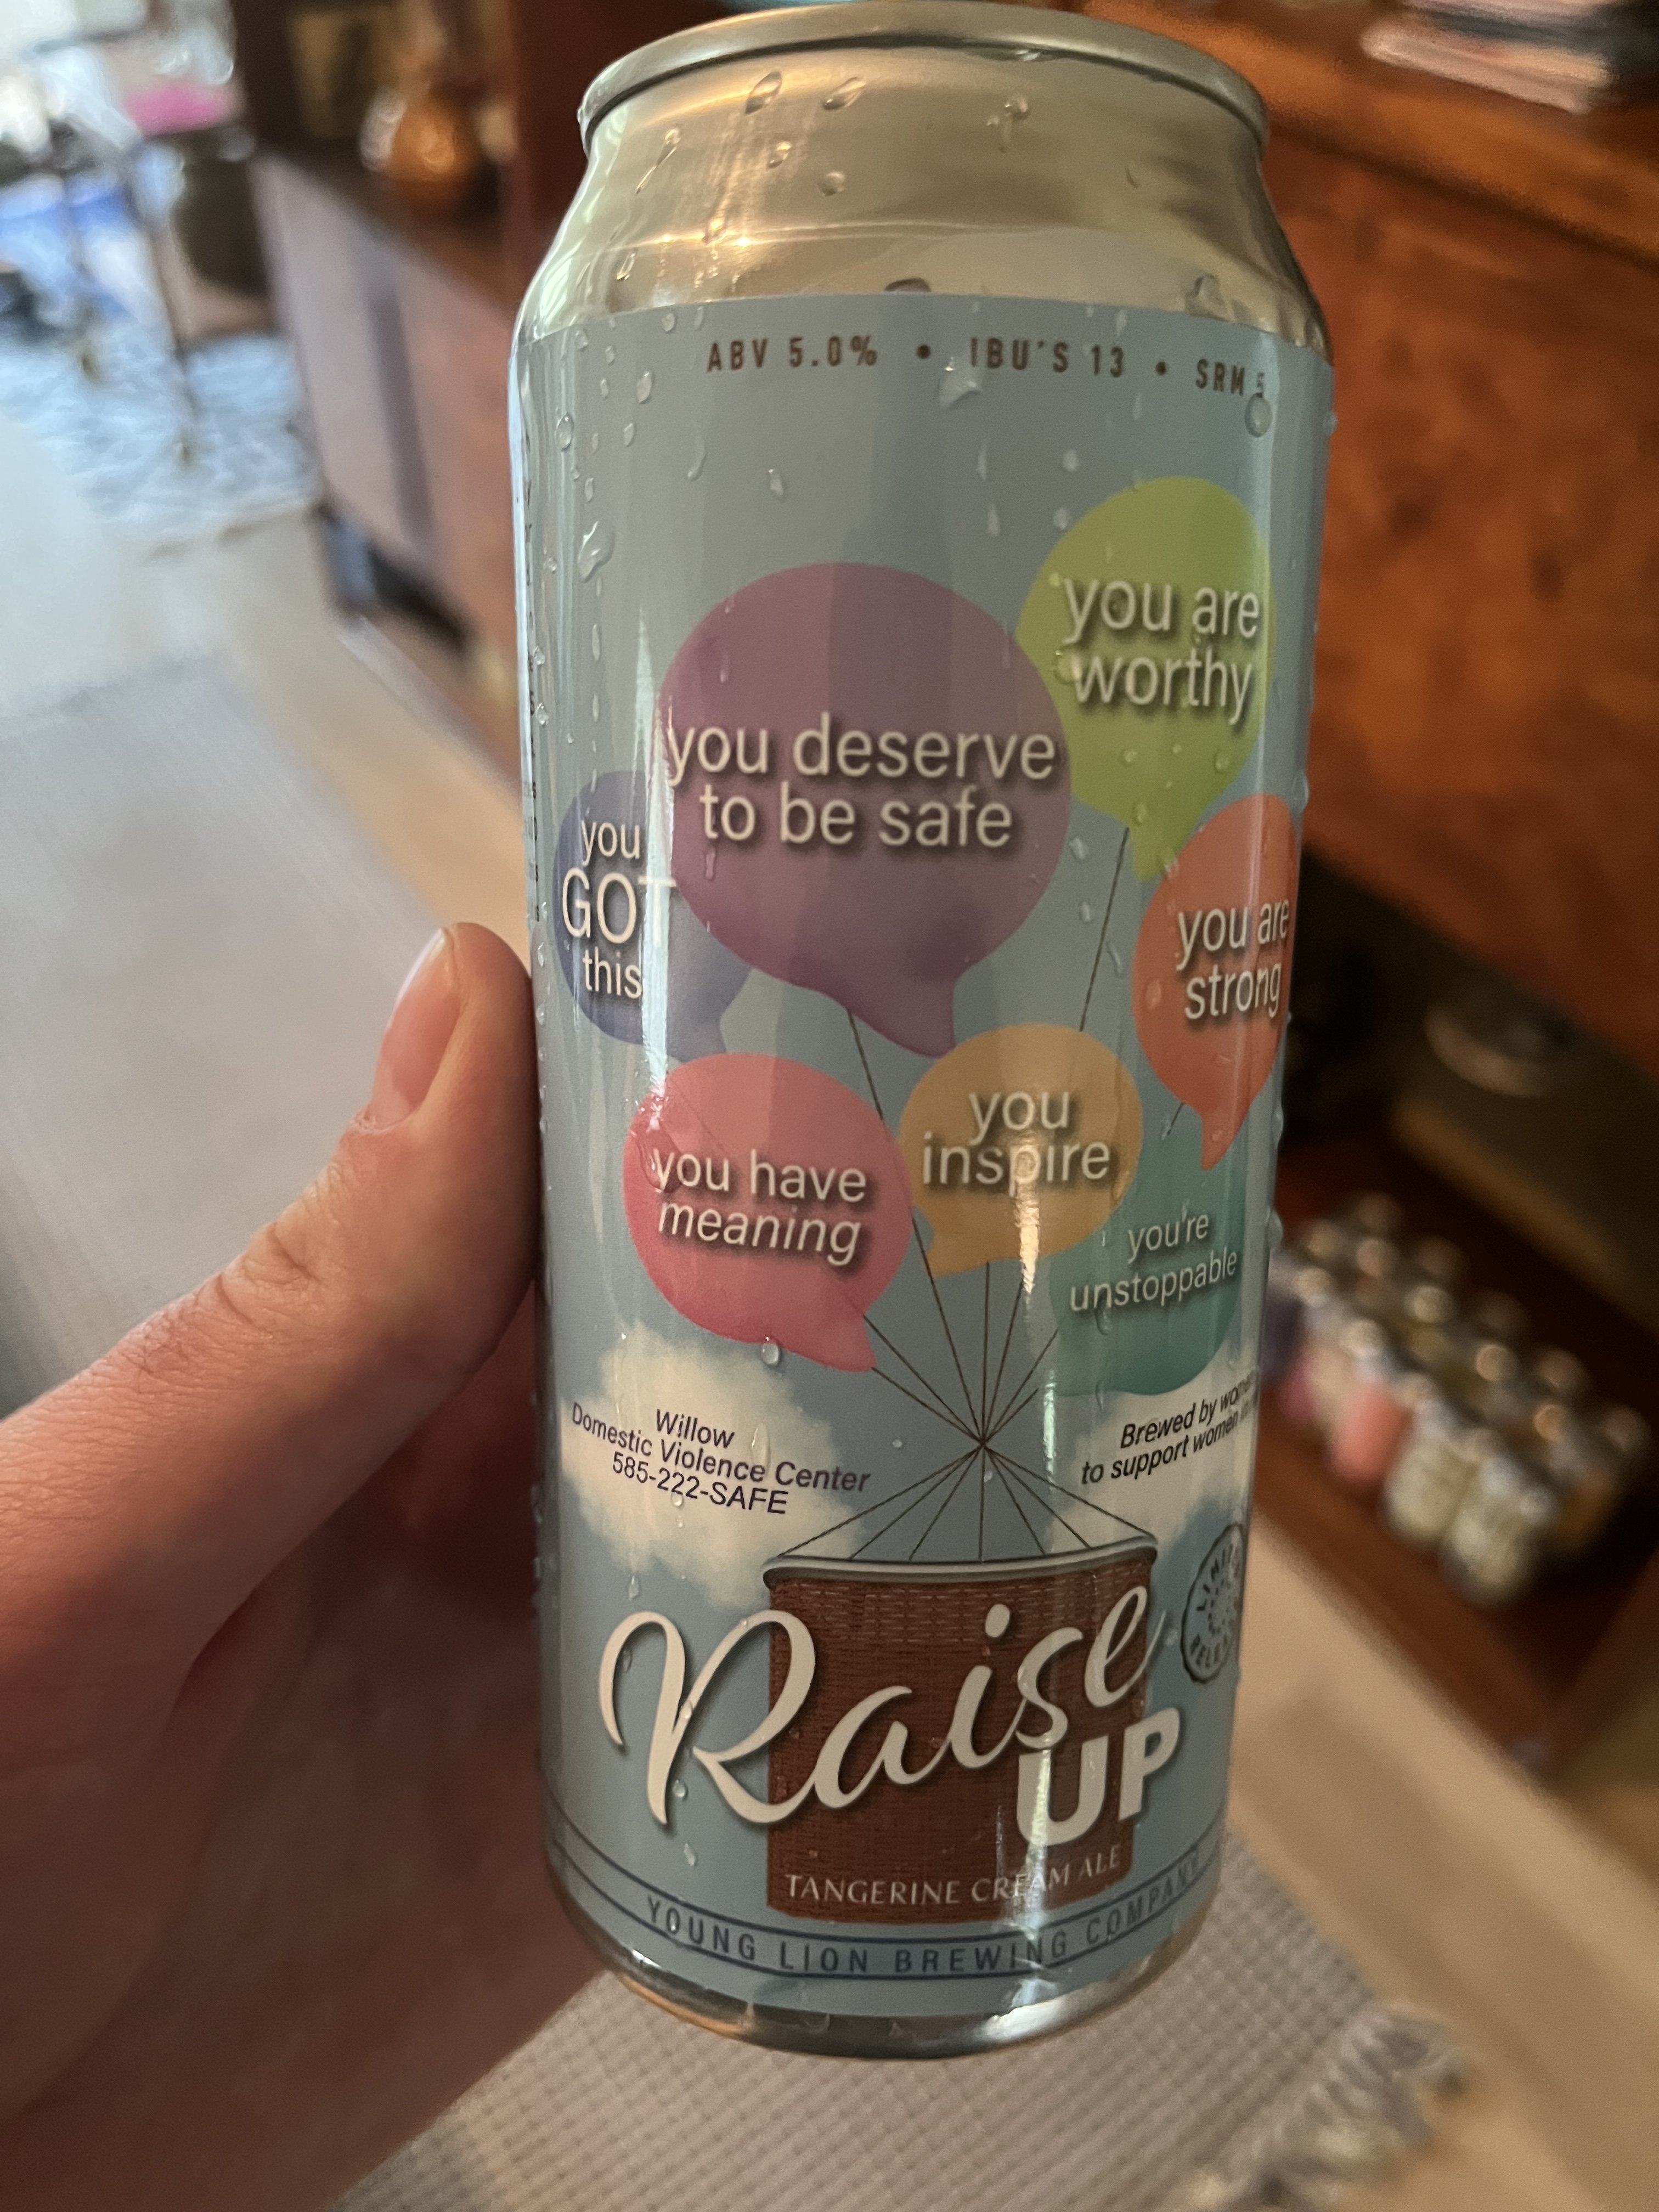 ABV 5.0% • IBU'S 13 • SRM 5
you are
worthy
you deserve
to be safe
you
GOT
this
you are
strong
you have
meaning
you
inspire
you're
unstoppable
Willow
Domestic Violence Center
585-222-SAFE
Brewed by
to support women
Raise
UP
TANGERINE CREAM ALE
YOUNG LION BREWING COMPANY